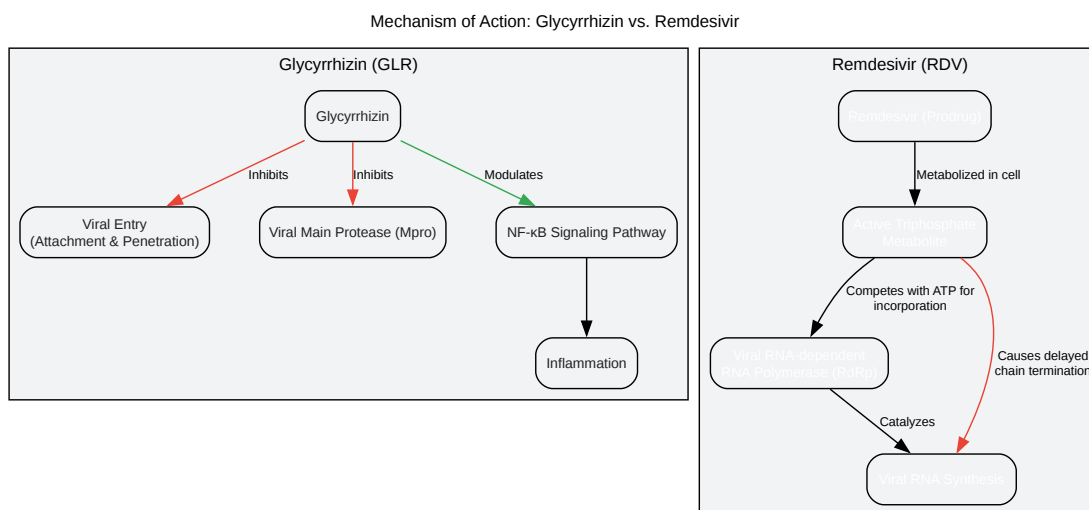 Mechanism of Action: Glycyrrhizin vs. Remdesivir
Glycyrrhizin (GLR)
Glycyrrhizin
Inhibits
Inhibits
Modulates
Viral Entry
(Attachment & Penetration)
Viral Main Protease (Mpro)
NF-κB Signaling Pathway
Inflammation
Remdesivir (RDV)
Remdesivir (Prodrug)
Metabolized in cell
Active Triphosphate
Metabolite
Competes with ATP for
incorporation
Viral RNA-dependent
RNA Polymerase (RdRp)
Causes delayed
chain termination
Catalyzes
Viral RNA Synthesis